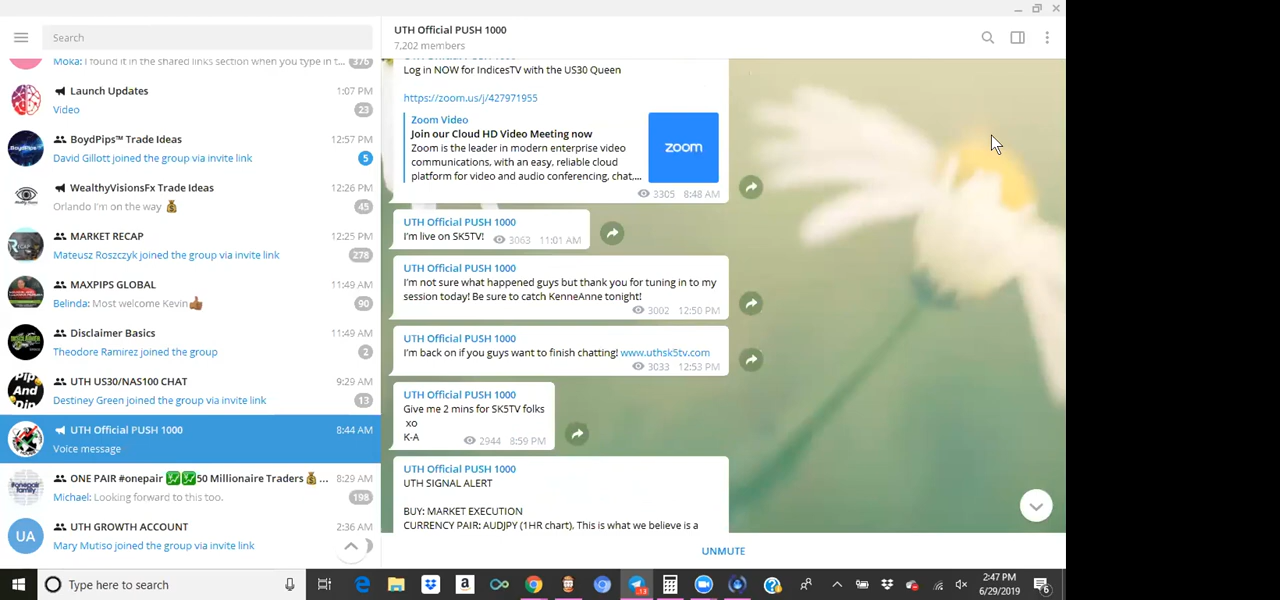 Search
Moka: I found it in the shared links section when you type in t...
376
Launch Updates
1:07 PM
Video
23
BoydPips™ Trade Ideas
12:57 PM
David Gillott joined the group via invite link
5
WealthyVisionsFx Trade Ideas
12:26 PM
Orlando I'm on the way
45
MARKET RECAP
12:25 PM
Mateusz Roszczyk joined the group via invite link
278
MAXPIPS GLOBAL
11:49 AM
Belinda: Most welcome Kevin
90
Disclaimer Basics
11:49 AM
Theodore Ramirez joined the group
2
UTH US30/NAS100 CHAT
9:29 AM
Destiney Green joined the group via invite link
13
UTH Official PUSH 1000
8:44 AM
Voice message
ONE PAIR #onepair 50 Millionaire Traders ...
8:29 AM
Michael: Looking forward to this too.
198
UA
UTH GROWTH ACCOUNT
2:36 AM
Mary Mutiso joined the group via invite link
UTH Official PUSH 1000
7,202 members
Log in NOW for IndicesTV with the US30 Queen
https://zoom.us/j/427971955
Zoom Video
Join our Cloud HD Video Meeting now
Zoom is the leader in modern enterprise video
communications, with an easy, reliable cloud
platform for video and audio conferencing, chat,...
zoom
3305 8:48 AM
UTH Official PUSH 1000
I'm live on SK5TV! 3063 11:01 AM
UTH Official PUSH 1000
I'm not sure what happened guys but thank you for tuning in to my
session today! Be sure to catch KenneAnne tonight!
3002 12:50 PM
UTH Official PUSH 1000
I'm back on if you guys want to finish chatting! www.uthsk5tv.com
3033 12:53 PM
UTH Official PUSH 1000
Give me 2 mins for SK5TV folks
xo
K-A
2944 8:59 PM
UTH Official PUSH 1000
UTH SIGNAL ALERT
BUY: MARKET EXECUTION
CURRENCY PAIR: AUDJPY (1HR chart). This is what we believe is a
UNMUTE
Type here to search
2:47 PM
6/29/2019
6